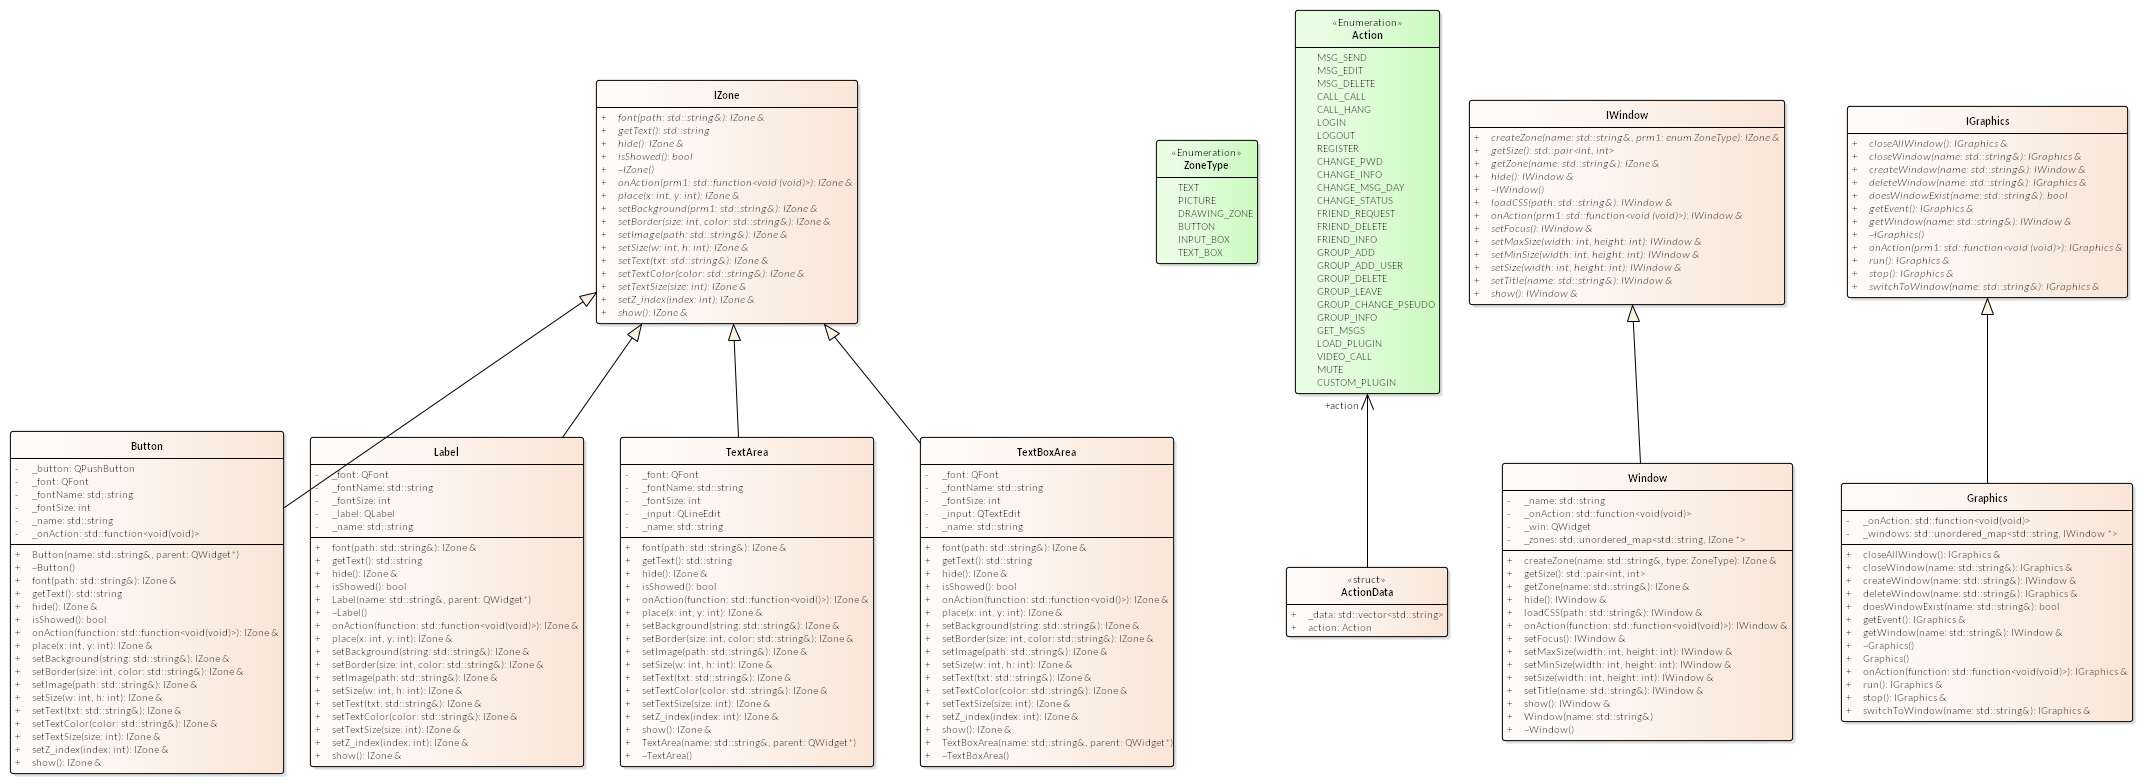 IZone
+ font(path: std::string&): IZone &
+ getText(): std::string
+ hide(): IZone &
+ isShowed(): bool
+ ~IZone()
+ onAction(prm1: std::function<void (void)>): IZone &
+ place(x: int, y: int): IZone &
+ setBackground(prm1: std::string&): IZone &
+ setBorder(size: int, color: std::string&): IZone &
+ setImage(path: std::string&): IZone &
+ setSize(w: int, h: int): IZone &
+ setText(txt: std::string&): IZone &
+ setTextColor(color: std::string&): IZone &
+ setTextSize(size: int): IZone &
+ setZ_index(index: int): IZone &
+ show(): IZone &
«Enumeration»
ZoneType
TEXT
PICTURE
DRAWING_ZONE
BUTTON
INPUT_BOX
TEXT_BOX
«Enumeration»
Action
MSG_SEND
MSG_EDIT
MSG_DELETE
CALL_CALL
CALL_HANG
LOGIN
LOGOUT
REGISTER
CHANGE_PWD
CHANGE_INFO
CHANGE_MSG_DAY
CHANGE_STATUS
FRIEND_REQUEST
FRIEND_DELETE
FRIEND_INFO
GROUP_ADD
GROUP_ADD_USER
GROUP_DELETE
GROUP_LEAVE
GROUP_CHANGE_PSEUDO
GROUP_INFO
GET_MSGS
LOAD_PLUGIN
VIDEO_CALL
MUTE
CUSTOM_PLUGIN
+action
IWindow
+ createZone(name: std::string&, prm1: enum ZoneType): IZone &
+ getSize(): std::pair<int, int>
+ getZone(name: std::string&): IZone &
+ hide(): IWindow &
+ ~IWindow()
+ loadCSS(path: std::string&): IWindow &
+ onAction(prm1: std::function<void (void)>): IWindow &
+ setFocus(): IWindow &
+ setMaxSize(width: int, height: int): IWindow &
+ setMinSize(width: int, height: int): IWindow &
+ setSize(width: int, height: int): IWindow &
+ setTitle(name: std::string&): IWindow &
+ show(): IWindow &
IGraphics
+ closeAllWindow(): IGraphics &
+ closeWindow(name: std::string&): IGraphics &
+ createWindow(name: std::string&): IWindow &
+ deleteWindow(name: std::string&): IGraphics &
+ doesWindowExist(name: std::string&): bool
+ getEvent(): IGraphics &
+ getWindow(name: std::string&): IWindow &
+ ~IGraphics()
+ onAction(prm1: std::function<void (void)>): IGraphics &
+ run(): IGraphics &
+ stop(): IGraphics &
+ switchToWindow(name: std::string&): IGraphics &
Button
- _button: QPushButton
- _font: QFont
- _fontName: std::string
- _fontSize: int
- _name: std::string
- _onAction: std::function<void(void)>
+ Button(name: std::string&, parent: QWidget*)
+ ~Button()
+ font(path: std::string&): IZone &
+ getText(): std::string
+ hide(): IZone &
+ isShowed(): bool
+ onAction(function: std::function<void(void)>): IZone &
+ place(x: int, y: int): IZone &
+ setBackground(string: std::string&): IZone &
+ setBorder(size: int, color: std::string&): IZone &
+ setImage(path: std::string&): IZone &
+ setSize(w: int, h: int): IZone &
+ setText(txt: std::string&): IZone &
+ setTextColor(color: std::string&): IZone &
+ setTextSize(size: int): IZone &
+ setZ_index(index: int): IZone &
+ show(): IZone &
Label
- _font: QFont
- _fontName: std::string
- _fontSize: int
- _label: QLabel
- _name: std::string
+ font(path: std::string&): IZone &
+ getText(): std::string
+ hide(): IZone &
+ isShowed(): bool
+ Label(name: std::string&, parent: QWidget*)
+ ~Label()
+ onAction(function: std::function<void(void)>): IZone &
+ place(x: int, y: int): IZone &
+ setBackground(string: std::string&): IZone &
+ setBorder(size: int, color: std::string&): IZone &
+ setImage(path: std::string&): IZone &
+ setSize(w: int, h: int): IZone &
+ setText(txt: std::string&): IZone &
+ setTextColor(color: std::string&): IZone &
+ setTextSize(size: int): IZone &
+ setZ_index(index: int): IZone &
+ show(): IZone &
TextArea
- _font: QFont
- _fontName: std::string
- _fontSize: int
- _input: QLineEdit
- _name: std::string
+ font(path: std::string&): IZone &
+ getText(): std::string
+ hide(): IZone &
+ isShowed(): bool
+ onAction(function: std::function<void()>): IZone &
+ place(x: int, y: int): IZone &
+ setBackground(string: std::string&): IZone &
+ setBorder(size: int, color: std::string&): IZone &
+ setImage(path: std::string&): IZone &
+ setSize(w: int, h: int): IZone &
+ setText(txt: std::string&): IZone &
+ setTextColor(color: std::string&): IZone &
+ setTextSize(size: int): IZone &
+ setZ_index(index: int): IZone &
+ show(): IZone &
+ TextArea(name: std::string&, parent: QWidget*)
+ ~TextArea()
TextBoxArea
- _font: QFont
- _fontName: std::string
- _fontSize: int
- _input: QTextEdit
- _name: std::string
+ font(path: std::string&): IZone &
+ getText(): std::string
+ hide(): IZone &
+ isShowed(): bool
+ onAction(function: std::function<void()>): IZone &
+ place(x: int, y: int): IZone &
+ setBackground(string: std::string&): IZone &
+ setBorder(size: int, color: std::string&): IZone &
+ setImage(path: std::string&): IZone &
+ setSize(w: int, h: int): IZone &
+ setText(txt: std::string&): IZone &
+ setTextColor(color: std::string&): IZone &
+ setTextSize(size: int): IZone &
+ setZ_index(index: int): IZone &
+ show(): IZone &
+ TextBoxArea(name: std::string&, parent: QWidget*)
+ ~TextBoxArea()
«struct»
ActionData
+ _data: std::vector<std::string>
+ action: Action
Window
- _name: std::string
- _onAction: std::function<void(void)>
- _win: QWidget
- _zones: std::unordered_map<std::string, IZone *>
+ createZone(name: std::string&, type: ZoneType): IZone &
+ getSize(): std::pair<int, int>
+ getZone(name: std::string&): IZone &
+ hide(): IWindow &
+ loadCSS(path: std::string&): IWindow &
+ onAction(function: std::function<void(void)>): IWindow &
+ setFocus(): IWindow &
+ setMaxSize(width: int, height: int): IWindow &
+ setMinSize(width: int, height: int): IWindow &
+ setSize(width: int, height: int): IWindow &
+ setTitle(name: std::string&): IWindow &
+ show(): IWindow &
+ Window(name: std::string&)
+ ~Window()
Graphics
- _onAction: std::function<void(void)>
- _windows: std::unordered_map<std::string, IWindow *>
+ closeAllWindow(): IGraphics &
+ closeWindow(name: std::string&): IGraphics &
+ createWindow(name: std::string&): IWindow &
+ deleteWindow(name: std::string&): IGraphics &
+ doesWindowExist(name: std::string&): bool
+ getEvent(): IGraphics &
+ getWindow(name: std::string&): IWindow &
+ ~Graphics()
+ Graphics()
+ onAction(function: std::function<void(void)>): IGraphics &
+ run(): IGraphics &
+ stop(): IGraphics &
+ switchToWindow(name: std::string&): IGraphics &